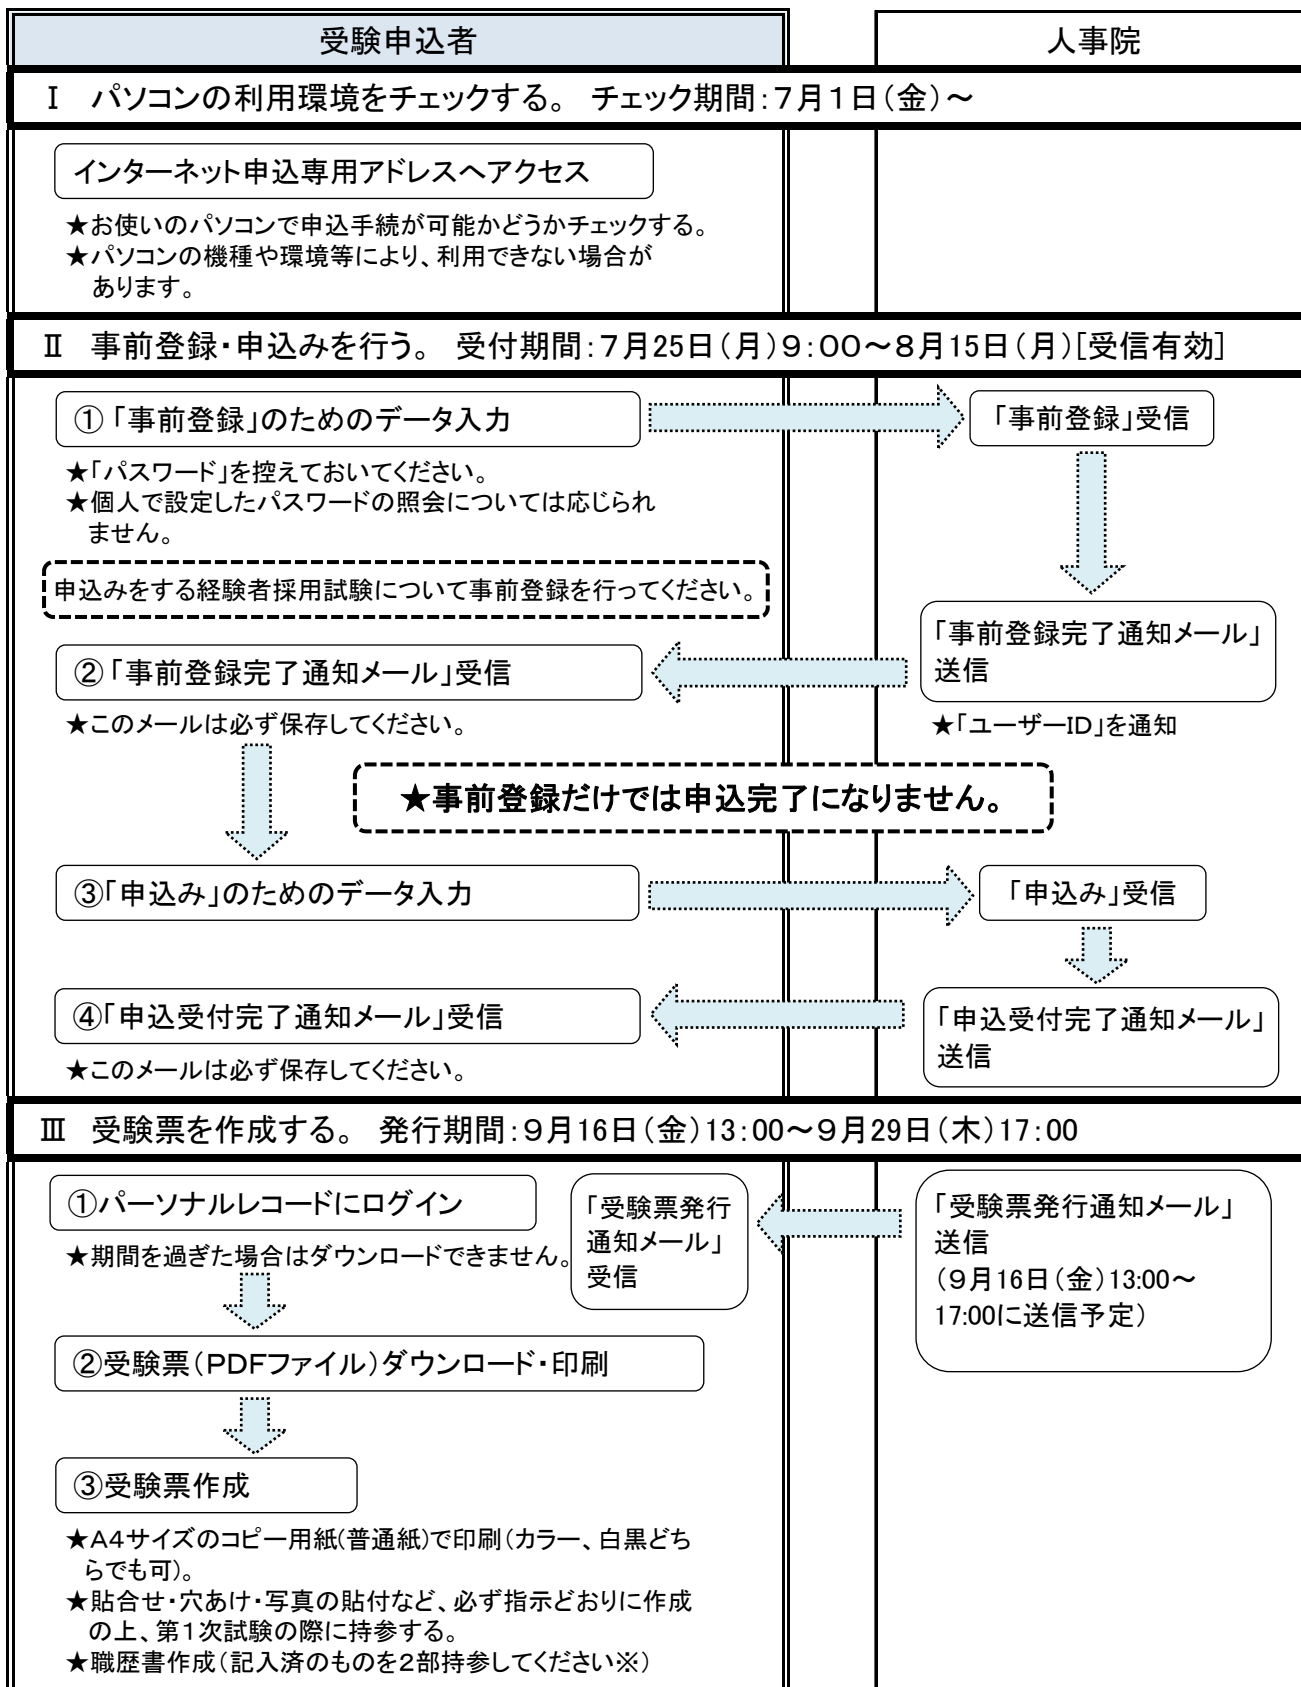 受験申込者
人事院
Ⅰ　パソコンの利用環境をチェックする。　チェック期間：７月１日（金）～
インターネット申込専用アドレスへアクセス
★お使いのパソコンで申込手続が可能かどうかチェックする。
★パソコンの機種や環境等により、利用できない場合が
あります。
Ⅱ　事前登録・申込みを行う。　受付期間：７月25日（月）９：００～８月15日（月）[受信有効]
①「事前登録」のためのデータ入力
「事前登録」受信
★「パスワード」を控えておいてください。
★個人で設定したパスワードの照会については応じられ
ません。
申込みをする経験者採用試験について事前登録を行ってください。
「事前登録完了通知メール」
送信
②「事前登録完了通知メール」受信
★このメールは必ず保存してください。
★「ユーザーID」を通知
★事前登録だけでは申込完了になりません。
③「申込み」のためのデータ入力
「申込み」受信
④「申込受付完了通知メール」受信
「申込受付完了通知メール」
送信
★このメールは必ず保存してください。
Ⅲ　受験票を作成する。　発行期間：９月16日（金）13：00～９月29日（木）17：00
①パーソナルレコードにログイン
★期間を過ぎた場合はダウンロードできません。
「受験票発行
通知メール」
受信
「受験票発行通知メール」
送信
（９月16日（金）13:00～
17:00に送信予定）
②受験票（ＰＤＦファイル）ダウンロード・印刷
③受験票作成
★Ａ４サイズのコピー用紙(普通紙)で印刷（カラー、白黒どち
らでも可）。
★貼合せ・穴あけ・写真の貼付など、必ず指示どおりに作成
の上、第１次試験の際に持参する。
★職歴書作成（記入済のものを２部持参してください※）